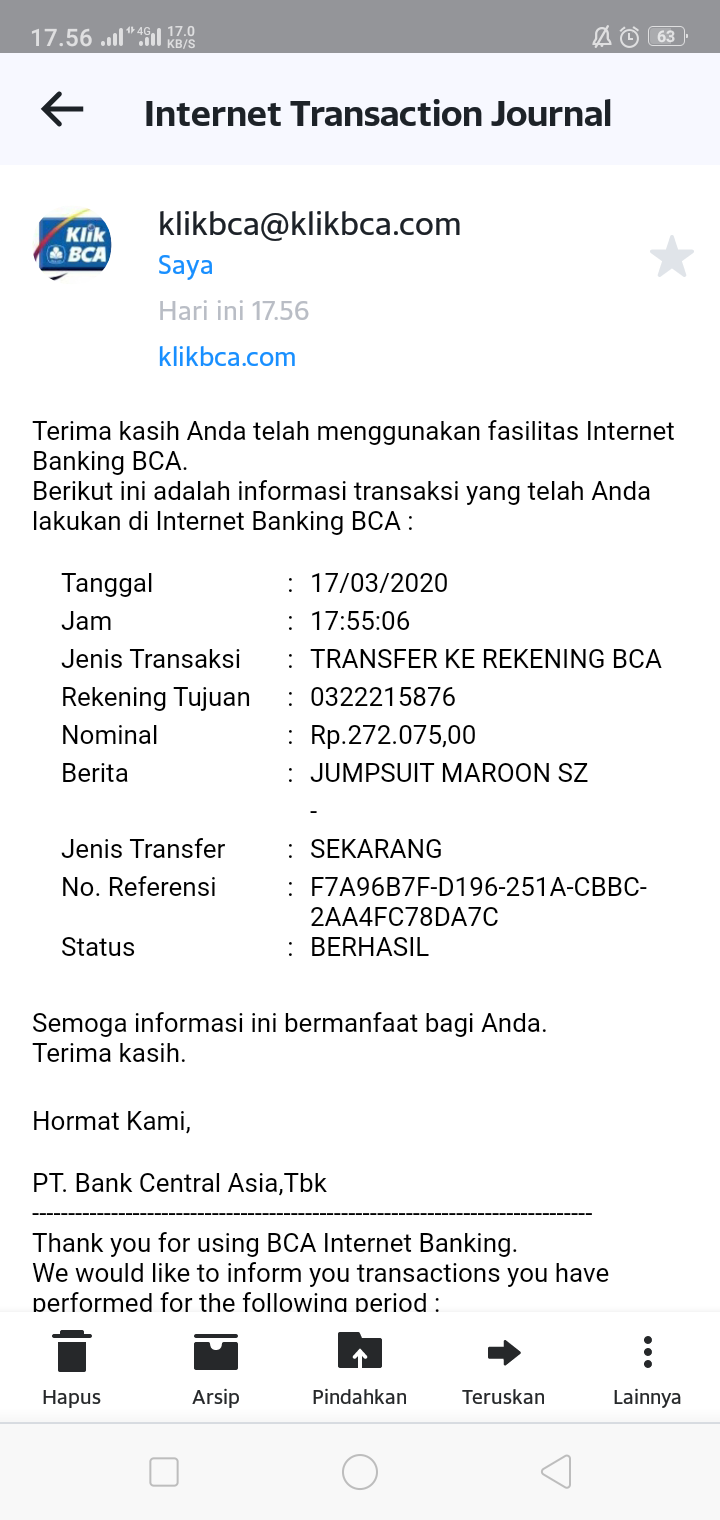 17.56 4G 17.0 KB/S 63
Internet Transaction Journal
Klik
BCA
klikbca@klikbca.com
Saya
Hari ini 17.56
klikbca.com
Terima kasih Anda telah menggunakan fasilitas Internet
Banking BCA.
Berikut ini adalah informasi transaksi yang telah Anda
lakukan di Internet Banking BCA :
Tanggal : 17/03/2020
Jam : 17:55:06
Jenis Transaksi : TRANSFER KE REKENING BCA
Rekening Tujuan : 0322215876
Nominal : Rp.272.075,00
Berita : JUMPSUIT MAROON SZ
-
Jenis Transfer : SEKARANG
No. Referensi : F7A96B7F-D196-251A-CBBC-
2AA4FC78DA7C
Status : BERHASIL
Semoga informasi ini bermanfaat bagi Anda.
Terima kasih.
Hormat Kami,
PT. Bank Central Asia,Tbk
------------------------------------------------------------------------------
Thank you for using BCA Internet Banking.
We would like to inform you transactions you have
performed for the following period :
Hapus Arsip Pindahkan Teruskan Lainnya